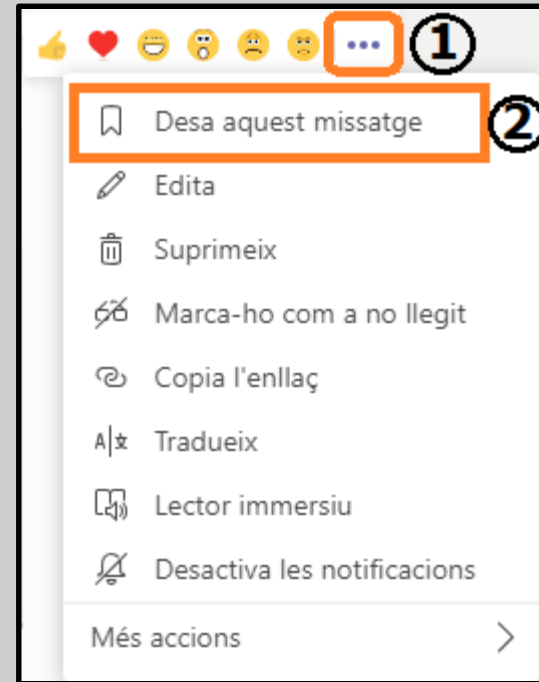 1
Desa aquest missatge
2
Edita
Suprimeix
Marca-ho com a no llegit
Copia l'enllaç
Tradueix
Lector immersiu
Desactiva les notificacions
Més accions